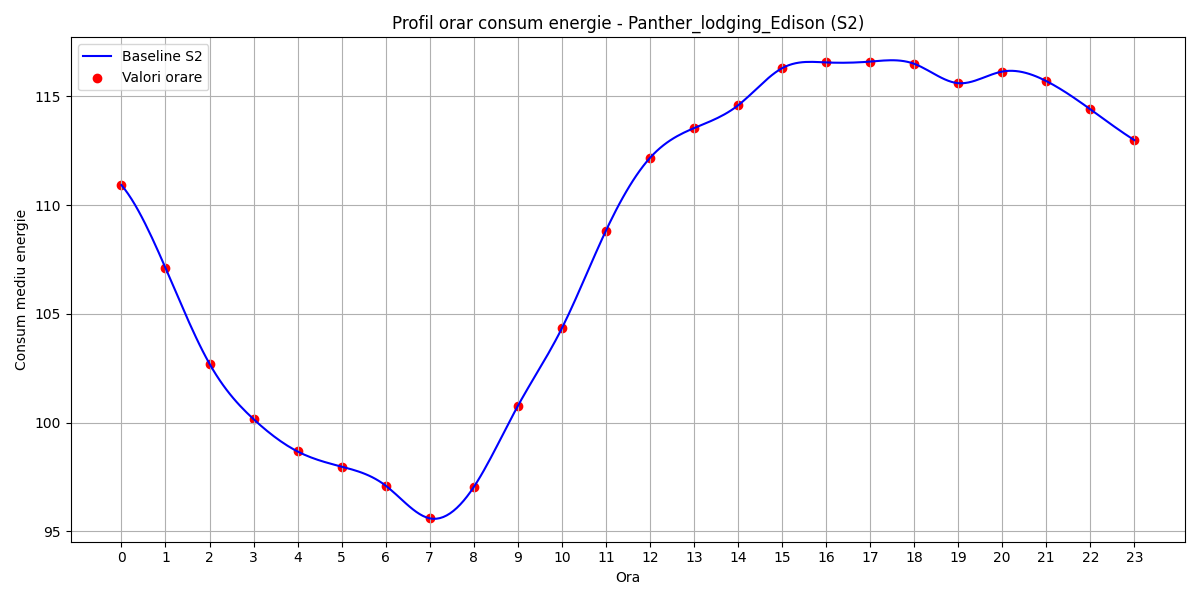 Profil orar consum energie - Panther_lodging_Edison (S2)
Baseline S2
Valori orare
Consum mediu energie
115
110
105
100
95
0 1 2 3 4 5 6 7 8 9 10 11 12 13 14 15 16 17 18 19 20 21 22 23
Ora